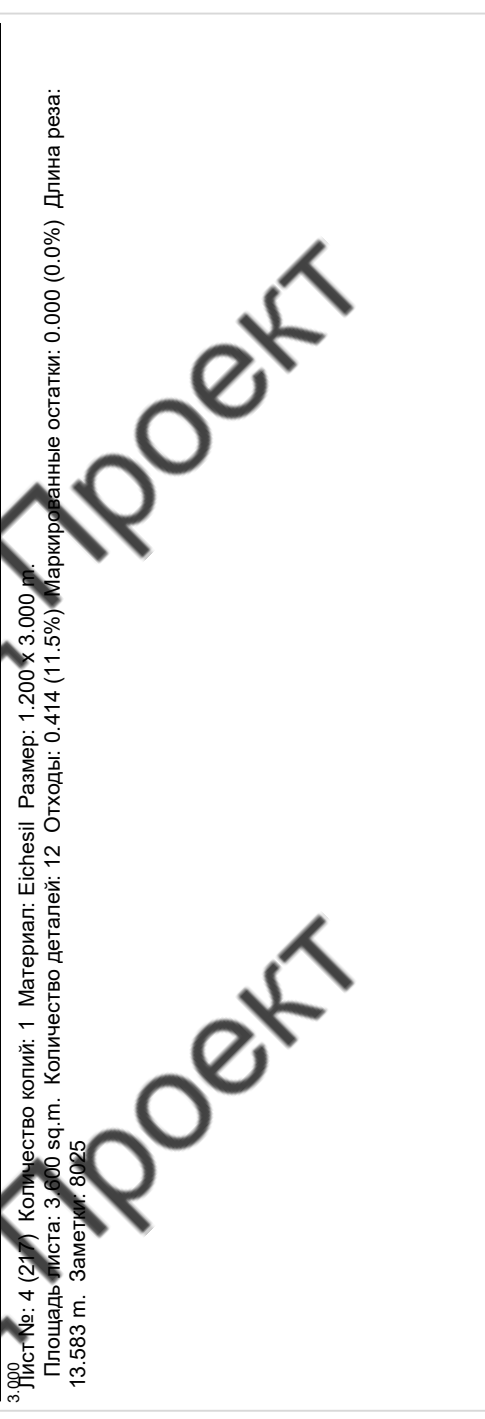 3.000
Лист №: 4 (217) Количество копий: 1 Материал: Eichesil Размер: 1.200 x 3.000 m.
Площадь листа: 3.600 sq.m. Количество деталей: 12 Отходы: 0.414 (11.5%) Маркированные остатки: 0.000 (0.0%) Длина реза:
13.583 m. Заметки: 8025
Проект
Проект